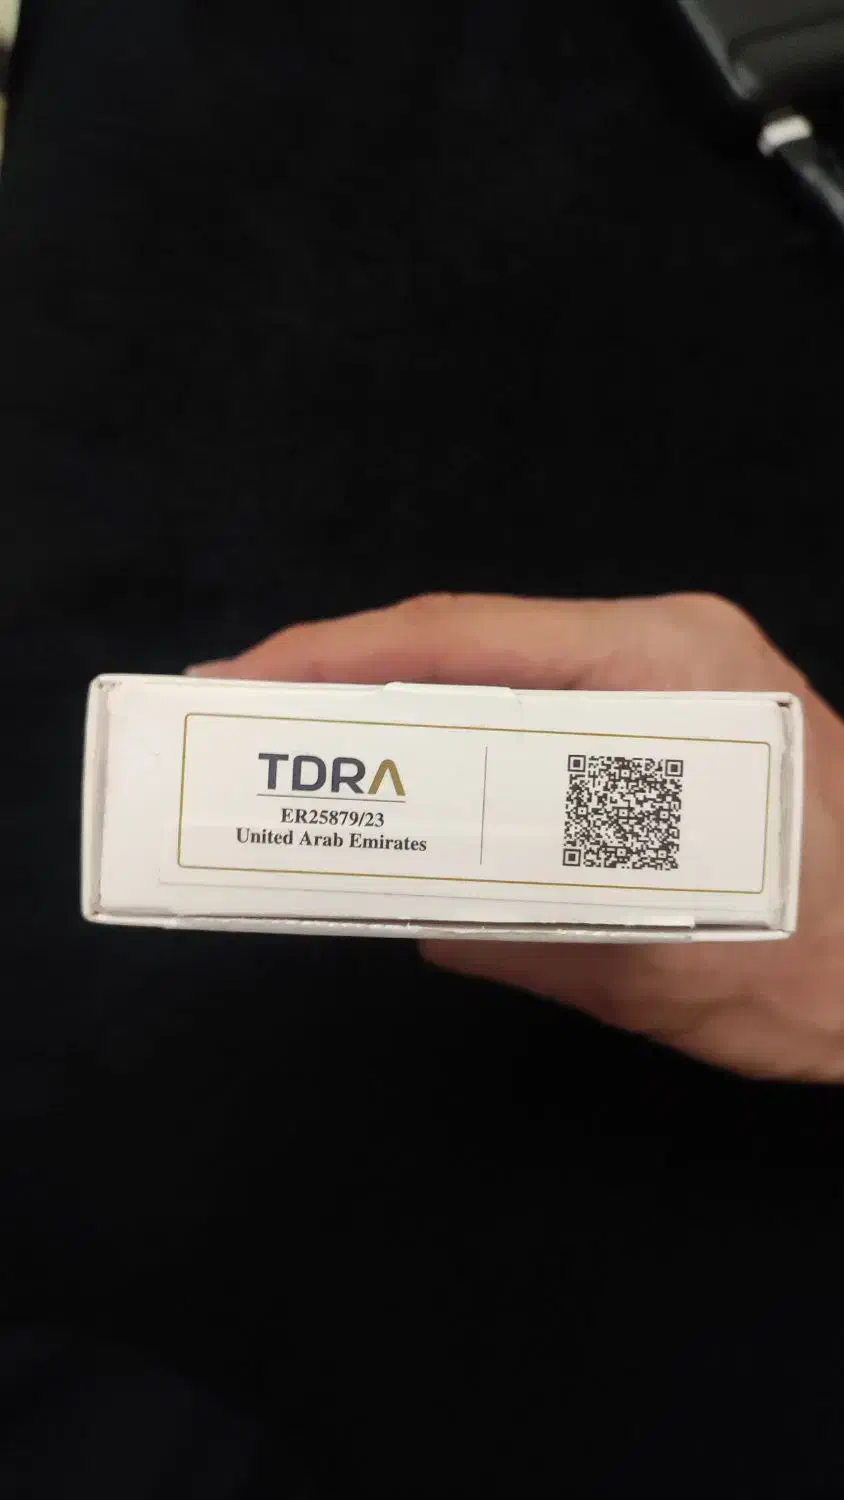 TDRA
ER25879/23
United Arab Emirates